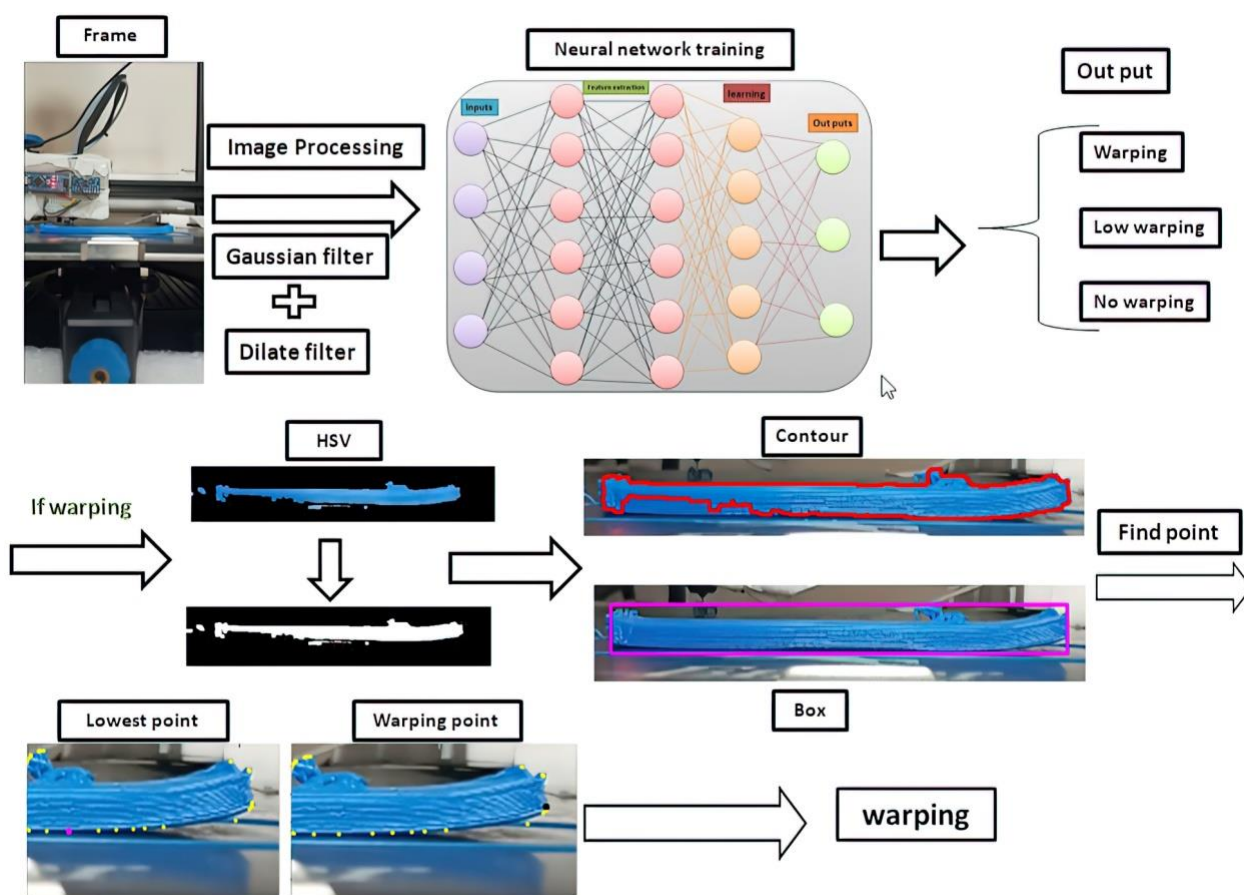 Frame
Neural network training
Out put
Image Processing
Gaussian filter
Dilate filter
inputs
Feature extraction
learning
Out puts
Warping
Low warping
No warping
If warping
HSV
Contour
Find point
Box
Lowest point
Warping point
warping